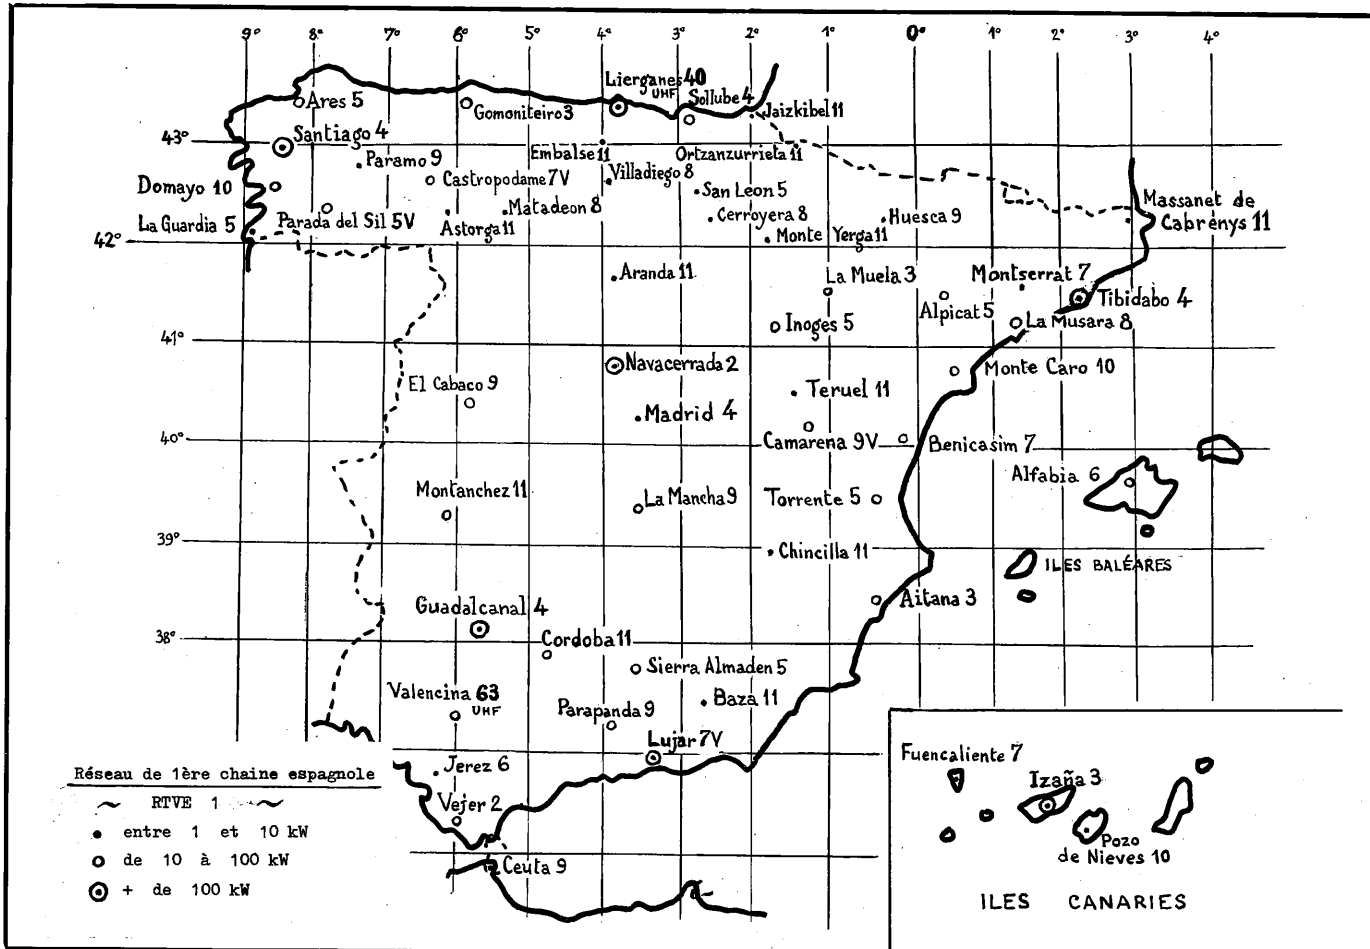 9° 8° 7° 6° 5° 4° 3° 2° 1° 0° 1° 2° 3° 4°
Lierganes 40
UHF
Ares 5
Gomoniteiro 3
Sollube 4
Jaizkibel 11
Santiago 4
43°
Embalse 11
Ortzanzurrieta 11
Paramo 9
Castropodame 7V
Villadiego 8
Domayo 10
San Leon 5
Massanet de
Cabrénys 11
La Guardia 5
Parada del Sil 5V
Astorga 11
Matadeon 8
Cerroyera 8
Huesca 9
42°
Monte Yerga 11
Aranda 11
La Muela 3
Montserrat 7
Tibidabo 4
Alpicat 5
La Musara 8
Inoges 5
41°
Navacerrada 2
Monte Caro 10
El Cabaco 9
Teruel 11
Madrid 4
40°
Camarena 9V
Benicasim 7
Alfabia 6
Montanchez 11
La Mancha 9
Torrente 5
39°
Chincilla 11
ILES BALÉARES
Aitana 3
Guadalcanal 4
38°
Cordoba 11
Sierra Almaden 5
Valencina 63
UHF
Baza 11
Parapanda 9
Lujar 7V
Jerez 6
Vejer 2
Ceuta 9
Réseau de 1ère chaine espagnole
~ RTVE 1 ~
entre 1 et 10 kW
de 10 à 100 kW
+ de 100 kW
Fuencaliente 7
Izaña 3
Pozo
de Nieves 10
ILES CANARIES